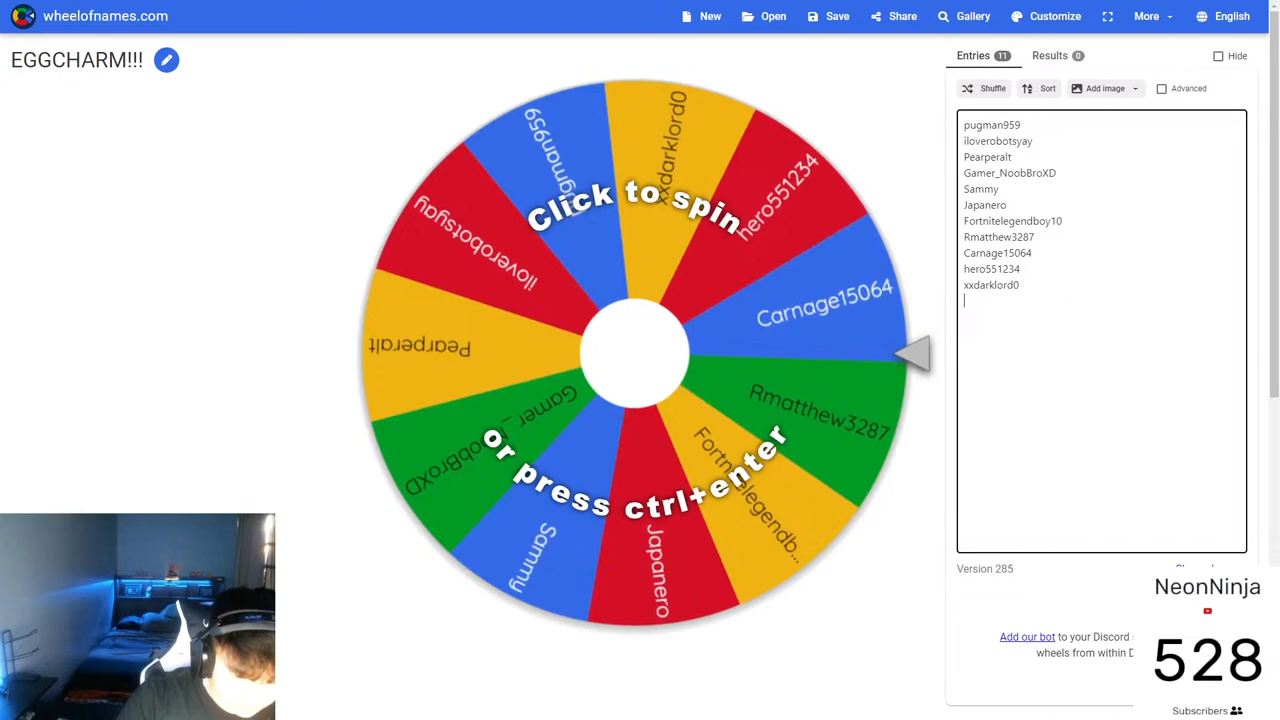 wheelofnames.com
New
Open
Save
Share
Gallery
Customize
More
English
EGGCHARM!!!
Entries 11
Results 0
Hide
Shuffle
Sort
Add image
Advanced
pugman959
iloverobotsyay
Pearperalt
Gamer_NoobBroXD
Sammy
Japanero
Fortnitelegendboy10
Rmatthew3287
Carnage15064
hero551234
xxdarklord0
xxdarklord0
hero551234
Carnage15064
Rmatthew3287
Fortnitelegendb...
Japanero
Sammy
Gamer_NoobBroXD
Pearperalt
iloverobotsyay
pugman959
Click to spin
or press ctrl+enter
Version 285
Add our bot to your Discord
wheels from within D
NeonNinja
528
Subscribers